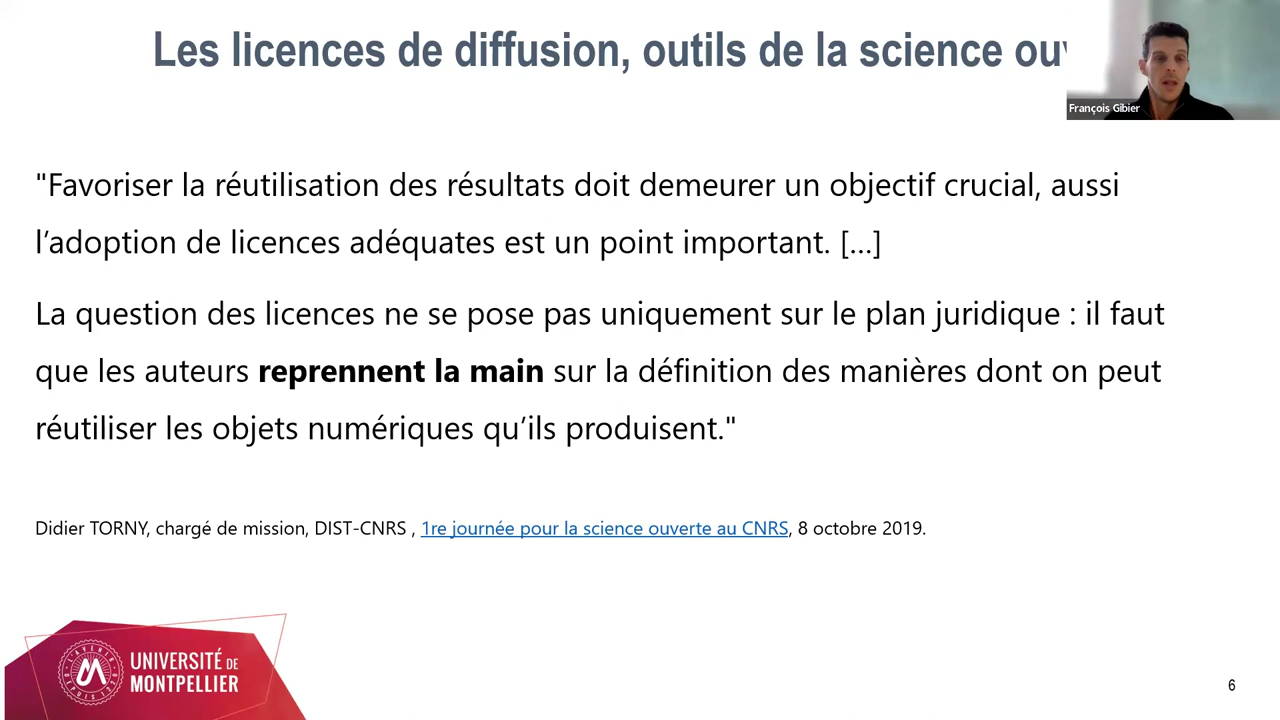 Les licences de diffusion, outils de la science ouv
François Gibier
"Favoriser la réutilisation des résultats doit demeurer un objectif crucial, aussi
l’adoption de licences adéquates est un point important. [...]
La question des licences ne se pose pas uniquement sur le plan juridique : il faut
que les auteurs reprennent la main sur la définition des manières dont on peut
réutiliser les objets numériques qu’ils produisent."
Didier TORNY, chargé de mission, DIST-CNRS , 1re journée pour la science ouverte au CNRS, 8 octobre 2019.
UNIVERSITÉ DE
MONTPELLIER
6